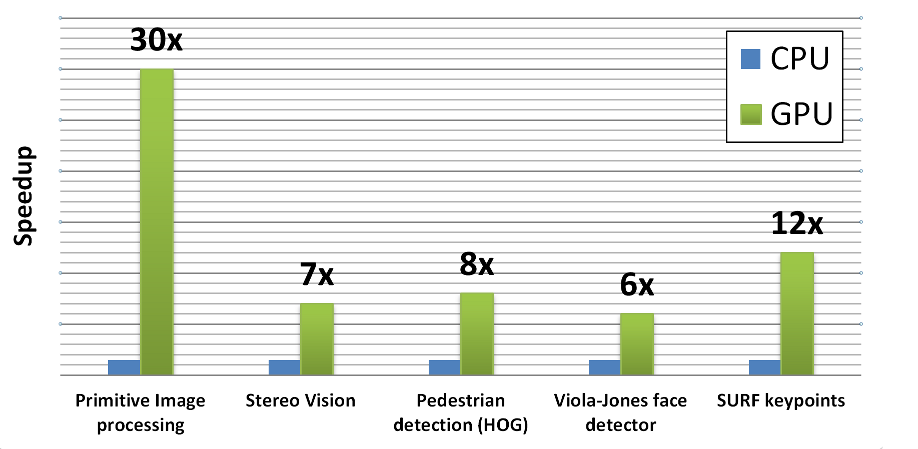 30x
CPU
GPU
12x
7x
8x
6x
Speedup
Primitive Image
processing
Stereo Vision
Pedestrian
detection (HOG)
Viola-Jones face
detector
SURF keypoints